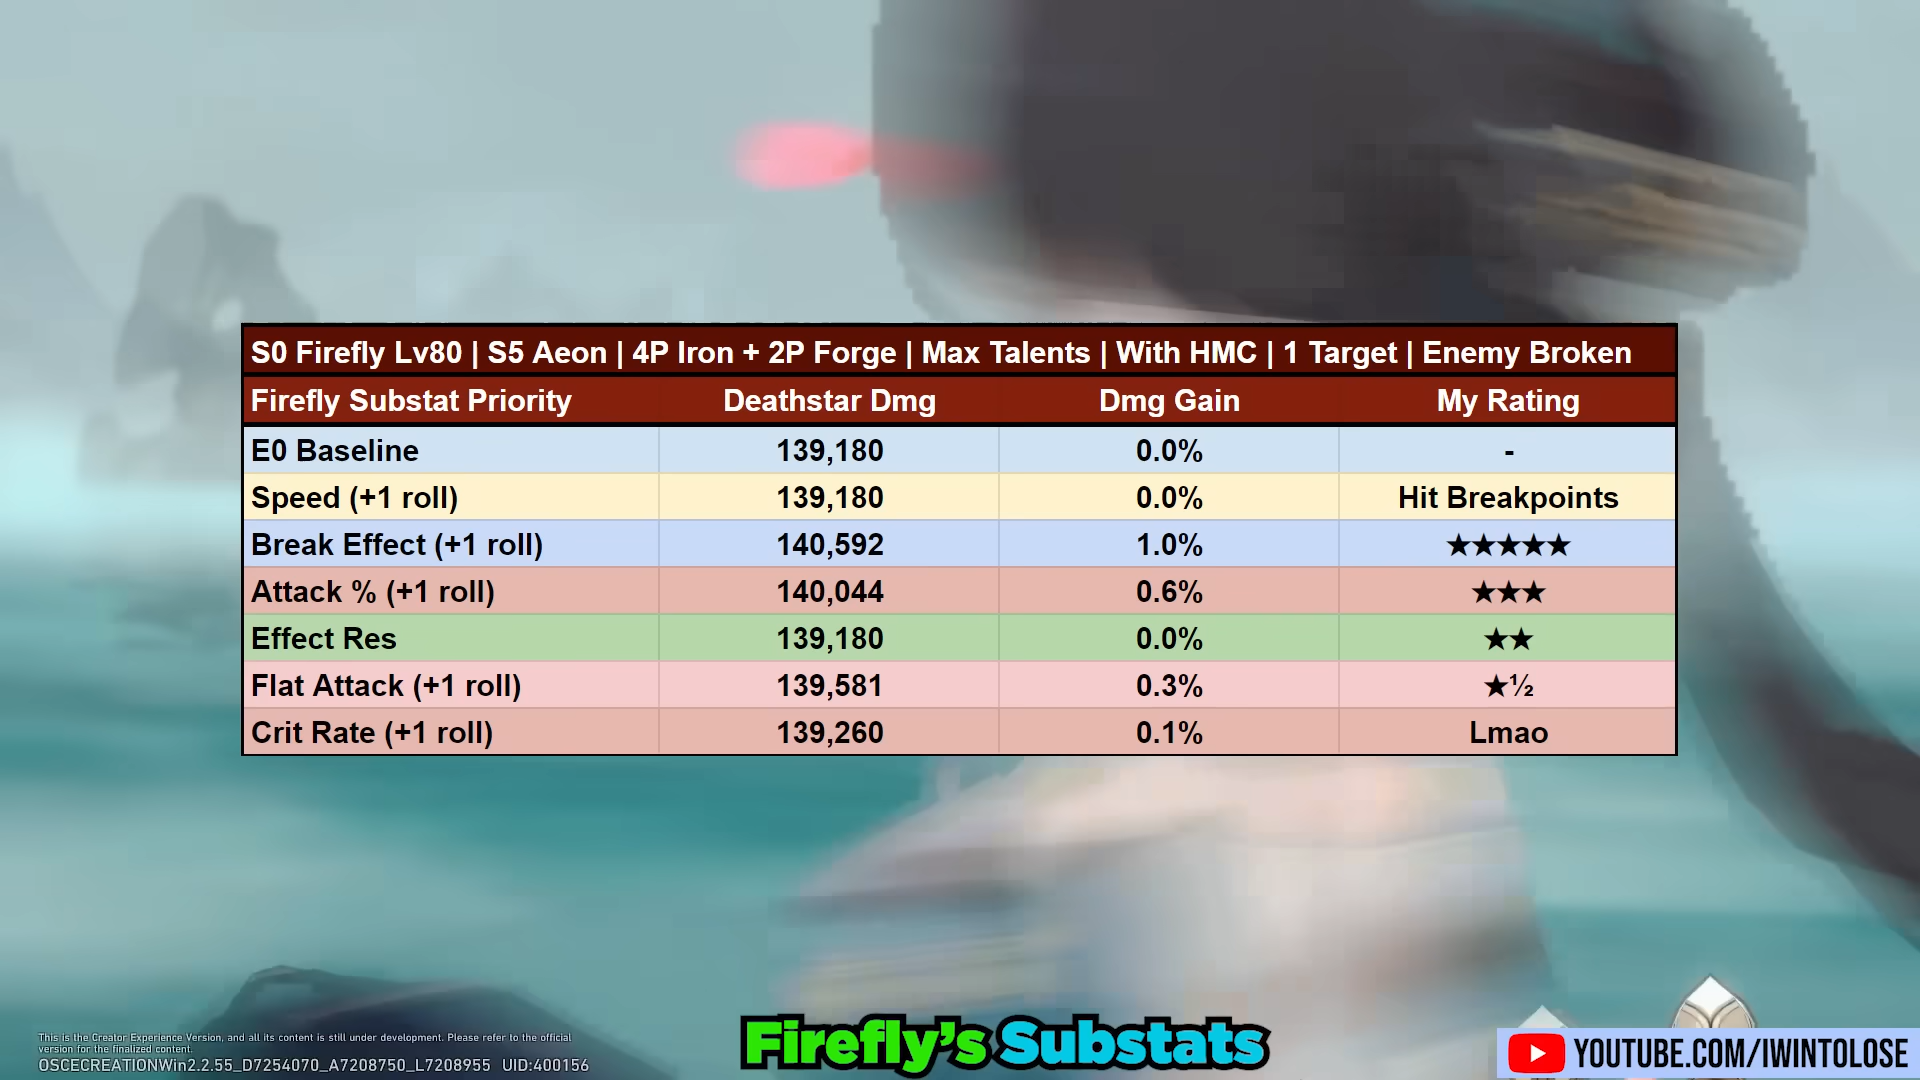 S0 Firefly Lv80 | S5 Aeon | 4P Iron + 2P Forge | Max Talents | With HMC | 1 Target | Enemy Broken
Firefly Substat Priority Deathstar Dmg Dmg Gain My Rating
E0 Baseline 139,180 0.0% -
Speed (+1 roll) 139,180 0.0% Hit Breakpoints
Break Effect (+1 roll) 140,592 1.0% ★★★★★
Attack % (+1 roll) 140,044 0.6% ★★★
Effect Res 139,180 0.0% ★★
Flat Attack (+1 roll) 139,581 0.3% ★½
Crit Rate (+1 roll) 139,260 0.1% Lmao
This is the Creator Experience Version, and all its content is still under development. Please refer to the official
version for the finalized content.
OSCECREATIONWin2.2.55_D7254070_A7208750_L7208955 UID:400156
Firefly's Substats
YOUTUBE.COM/IWINTOLOSE